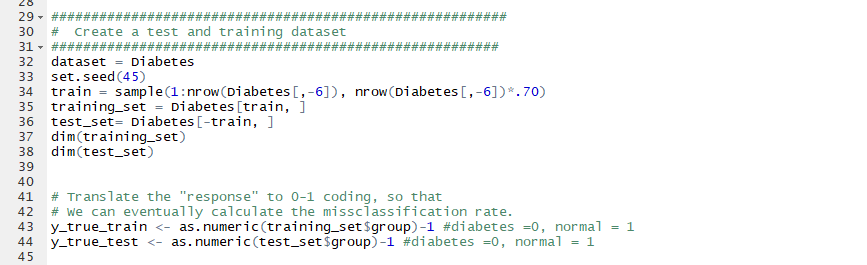 28
29 #########################################################
30 #  Create a test and training dataset
31 ########################################################
32 dataset = Diabetes
33 set.seed(45)
34 train = sample(1:nrow(Diabetes[,-6]), nrow(Diabetes[,-6])*.70)
35 training_set = Diabetes[train, ]
36 test_set= Diabetes[-train, ]
37 dim(training_set)
38 dim(test_set)
39
40
41 # Translate the "response" to 0-1 coding, so that
42 # We can eventually calculate the missclassification rate.
43 y_true_train <- as.numeric(training_set$group)-1 #diabetes =0, normal = 1
44 y_true_test <- as.numeric(test_set$group)-1 #diabetes =0, normal = 1
45